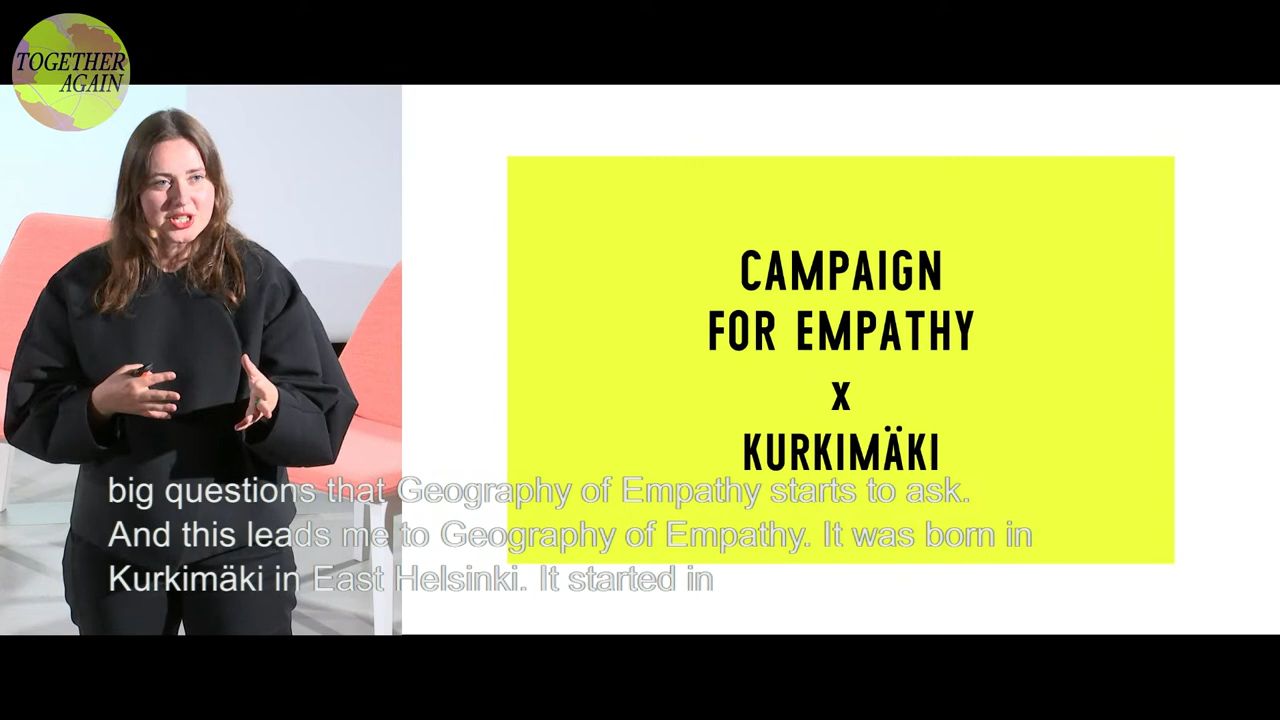 TOGETHER
AGAIN
CAMPAIGN
FOR EMPATHY
X
KURKIMÄKI
big questions that Geography of Empathy starts to ask.
And this leads me to Geography of Empathy. It was born in
Kurkimäki in East Helsinki. It started in